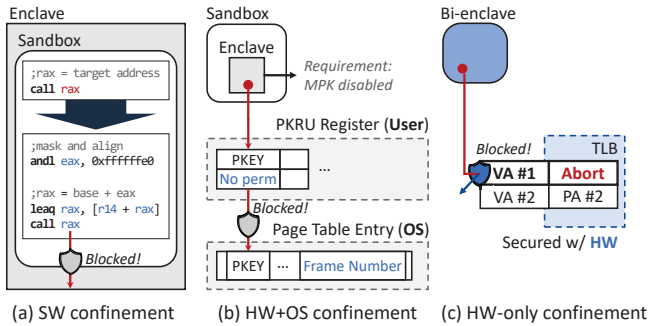 Enclave
Sandbox
;rax = target address
call rax
;mask and align
andl eax, 0xffffffe0
;rax = base + eax
leaq rax, [r14 + rax]
call rax
Blocked!
(a) SW confinement
Sandbox
Enclave
Requirement:
MPK disabled
PKRU Register (User)
PKEY
No perm
...
Blocked!
Page Table Entry (OS)
PKEY ... Frame Number
(b) HW+OS confinement
Bi-enclave
Blocked!
TLB
VA #1 Abort
VA #2 PA #2
Secured w/ HW
(c) HW-only confinement